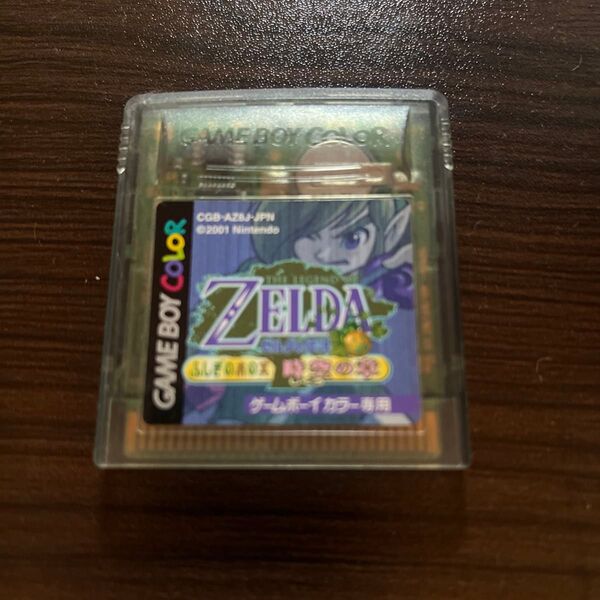 GAME BOY COLOR
CGB-AZ8J-JPN
©2001 Nintendo
GAME BOY COLOR
THE LEGEND OF
ZELDA
ふしぎの木の実 時空の章
ゲームボーイカラー専用